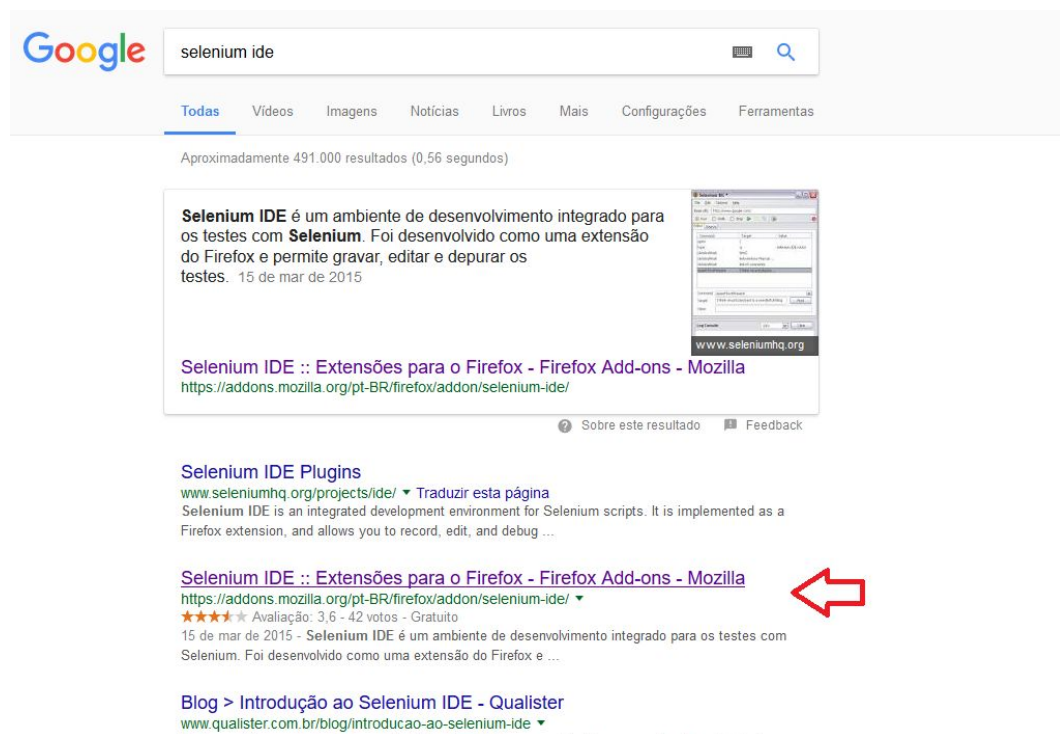 Google
selenium ide
Todas Vídeos Imagens Notícias Livros Mais Configurações Ferramentas
Aproximadamente 491.000 resultados (0,56 segundos)
Selenium IDE é um ambiente de desenvolvimento integrado para
os testes com Selenium. Foi desenvolvido como uma extensão
do Firefox e permite gravar, editar e depurar os
testes. 15 de mar de 2015
www.seleniumhq.org
Selenium IDE :: Extensões para o Firefox - Firefox Add-ons - Mozilla
https://addons.mozilla.org/pt-BR/firefox/addon/selenium-ide/
Sobre este resultado Feedback
Selenium IDE Plugins
www.seleniumhq.org/projects/ide/ Traduzir esta página
Selenium IDE is an integrated development environment for Selenium scripts. It is implemented as a
Firefox extension, and allows you to record, edit, and debug ...
Selenium IDE :: Extensões para o Firefox - Firefox Add-ons - Mozilla
https://addons.mozilla.org/pt-BR/firefox/addon/selenium-ide/
Avaliação: 3,6 - 42 votos - Gratuito
15 de mar de 2015 - Selenium IDE é um ambiente de desenvolvimento integrado para os testes com
Selenium. Foi desenvolvido como uma extensão do Firefox e ...
Blog > Introdução ao Selenium IDE - Qualister
www.qualister.com.br/blog/introducao-ao-selenium-ide